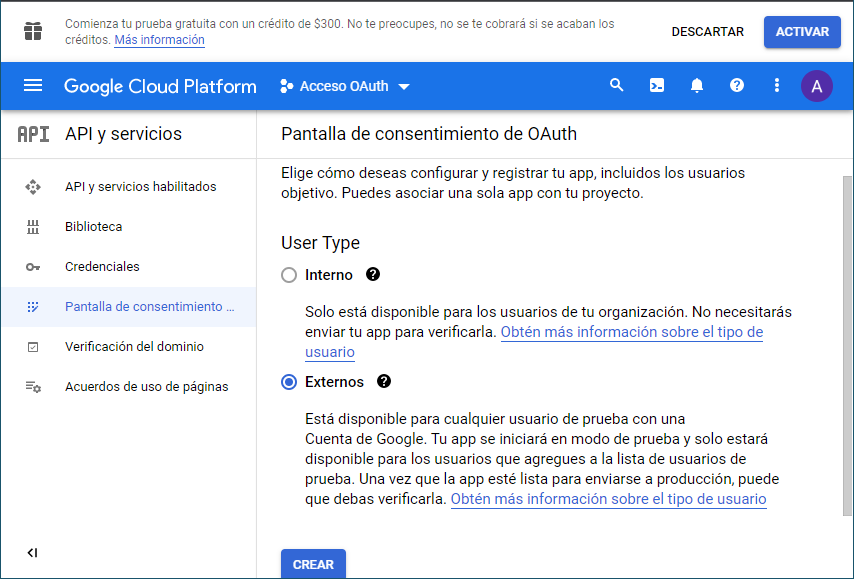 Comienza tu prueba gratuita con un crédito de $300. No te preocupes, no se te cobrará si se acaban los
créditos. Más información
DESCARTAR
ACTIVAR
Google Cloud Platform
Acceso OAuth
A
API
API y servicios
Pantalla de consentimiento de OAuth
API y servicios habilitados
Biblioteca
Credenciales
Pantalla de consentimiento ...
Verificación del dominio
Acuerdos de uso de páginas
Elige cómo deseas configurar y registrar tu app, incluidos los usuarios
objetivo. Puedes asociar una sola app con tu proyecto.
User Type
Interno
Solo está disponible para los usuarios de tu organización. No necesitarás
enviar tu app para verificarla. Obtén más información sobre el tipo de
usuario
Externos
Está disponible para cualquier usuario de prueba con una
Cuenta de Google. Tu app se iniciará en modo de prueba y solo estará
disponible para los usuarios que agregues a la lista de usuarios de
prueba. Una vez que la app esté lista para enviarse a producción, puede
que debas verificarla. Obtén más información sobre el tipo de usuario
CREAR